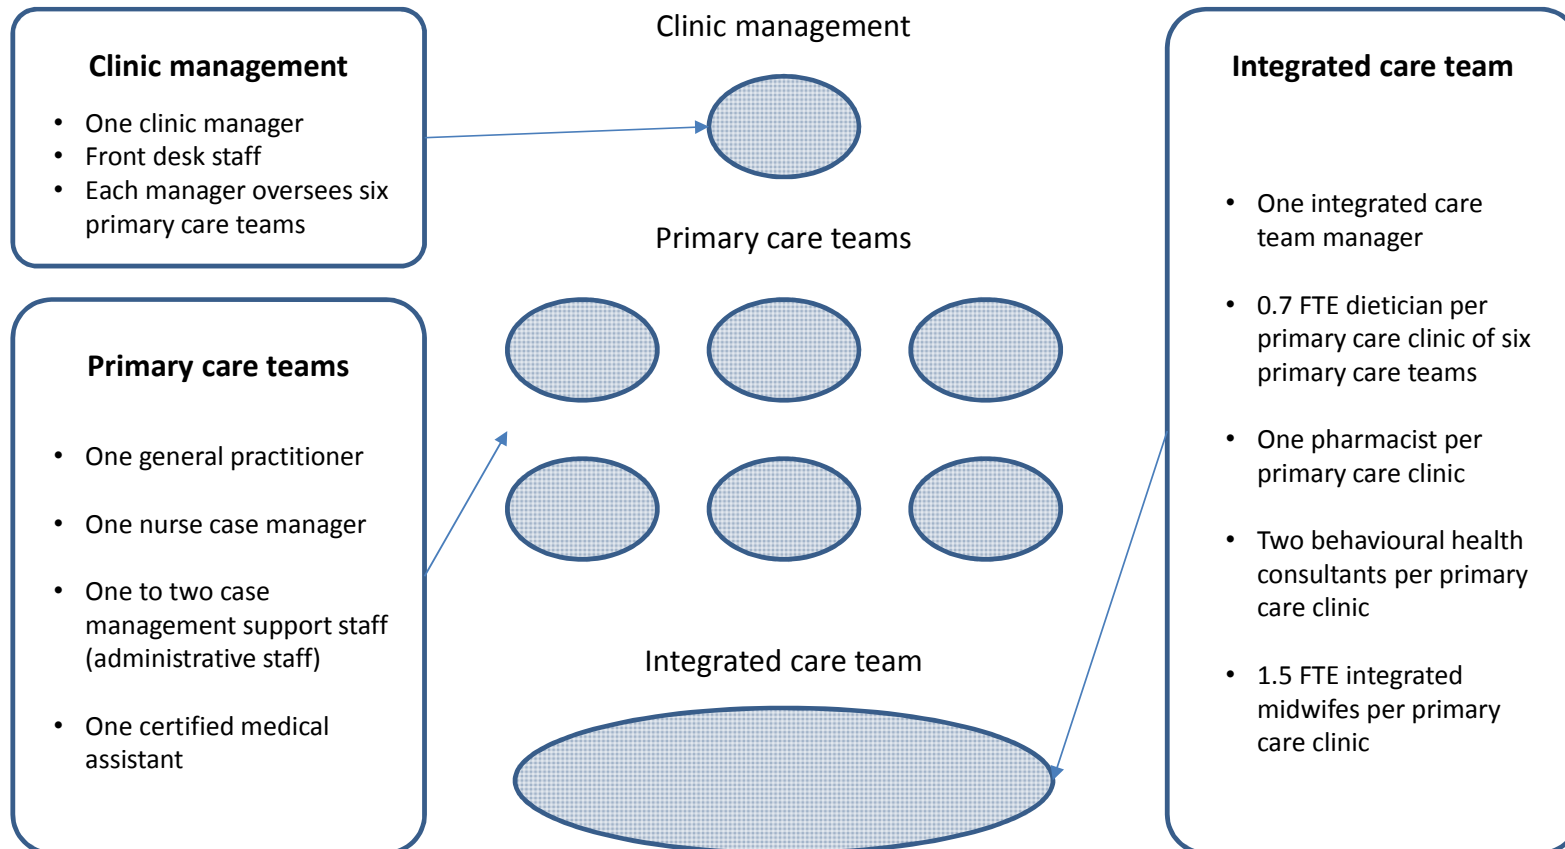 Clinic management
• One clinic manager
• Front desk staff
• Each manager oversees six
primary care teams
Primary care teams
• One general practitioner
• One nurse case manager
• One to two case
management support staff
(administrative staff)
• One certified medical
assistant
Clinic management
Primary care teams
Integrated care team
Integrated care team
• One integrated care
team manager
• 0.7 FTE dietician per
primary care clinic of six
primary care teams
• One pharmacist per
primary care clinic
• Two behavioural health
consultants per primary
care clinic
• 1.5 FTE integrated
midwifes per primary
care clinic